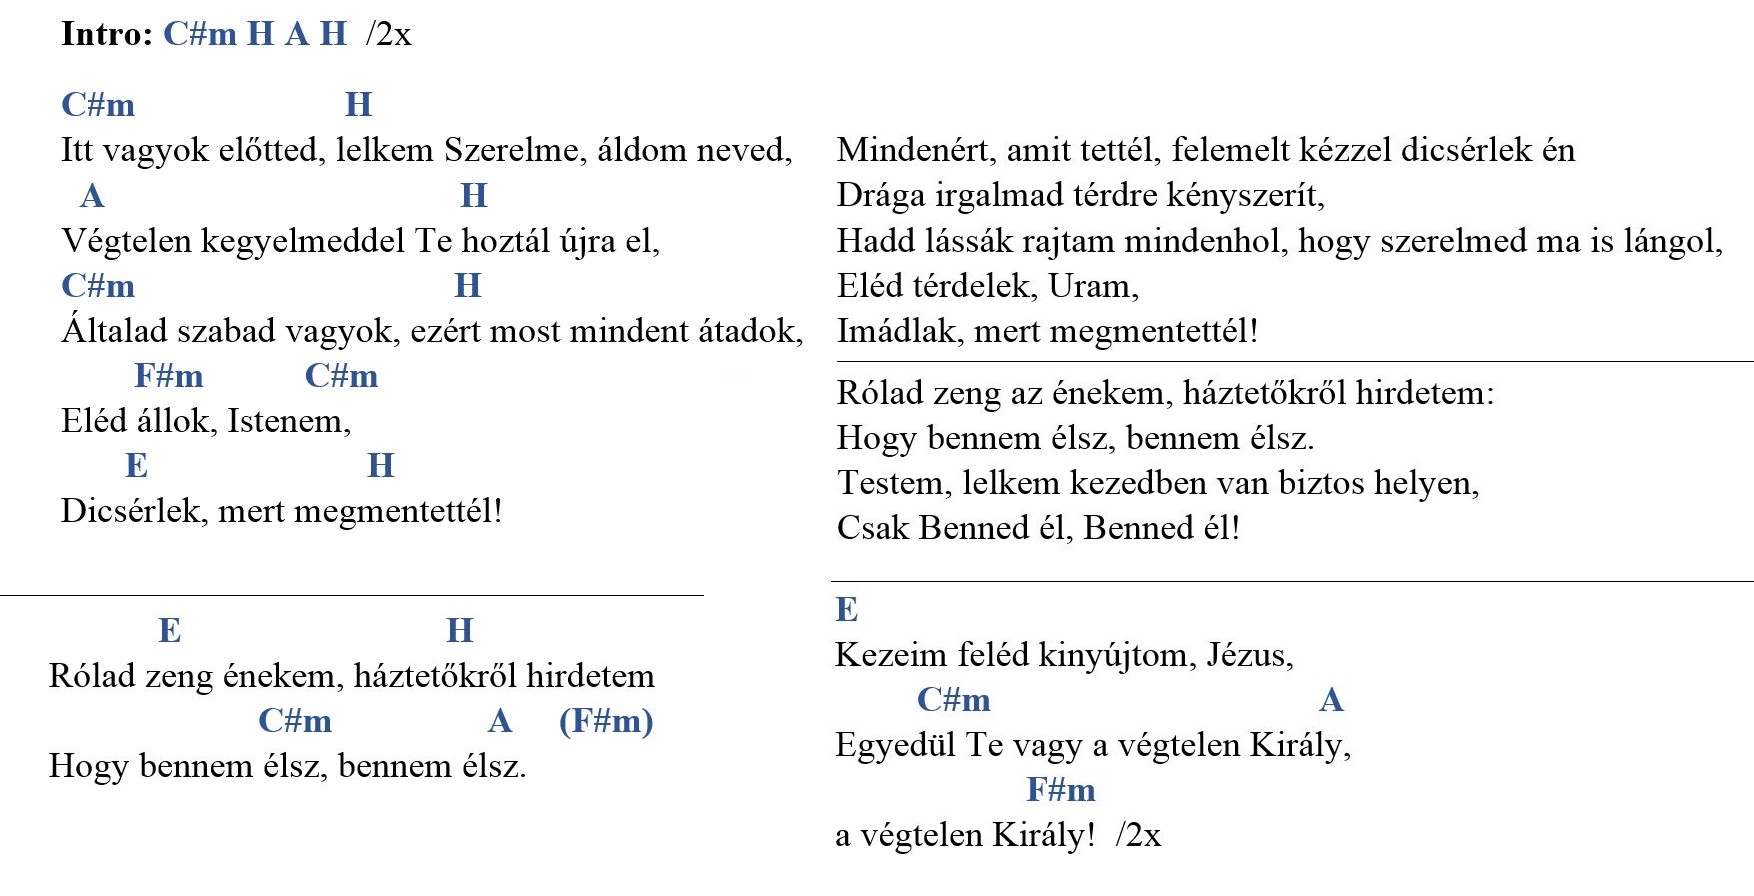 Intro: C#m H A H /2x
C#m H
Itt vagyok előtted, lelkem Szerelme, áldom neved,
A H
Végtelen kegyelmeddel Te hoztál újra el,
C#m H
Általad szabad vagyok, ezért most mindent átadok,
F#m C#m
Eléd állok, Istenem,
E H
Dicsérlek, mert megmentettél!
E H
Rólad zeng énekem, háztetőkről hirdetem
C#m A (F#m)
Hogy bennem élsz, bennem élsz.
Mindenért, amit tettél, felemelt kézzel dicsérlek én
Drága irgalmad térdre kényszerít,
Hadd lássák rajtam mindenhol, hogy szerelmed ma is lángol,
Eléd térdelek, Uram,
Imádlak, mert megmentettél!
Rólad zeng az énekem, háztetőkről hirdetem:
Hogy bennem élsz, bennem élsz.
Testem, lelkem kezedben van biztos helyen,
Csak Benned él, Benned él!
E
Kezeim feléd kinyújtom, Jézus,
C#m A
Egyedül Te vagy a végtelen Király,
F#m
a végtelen Király! /2x